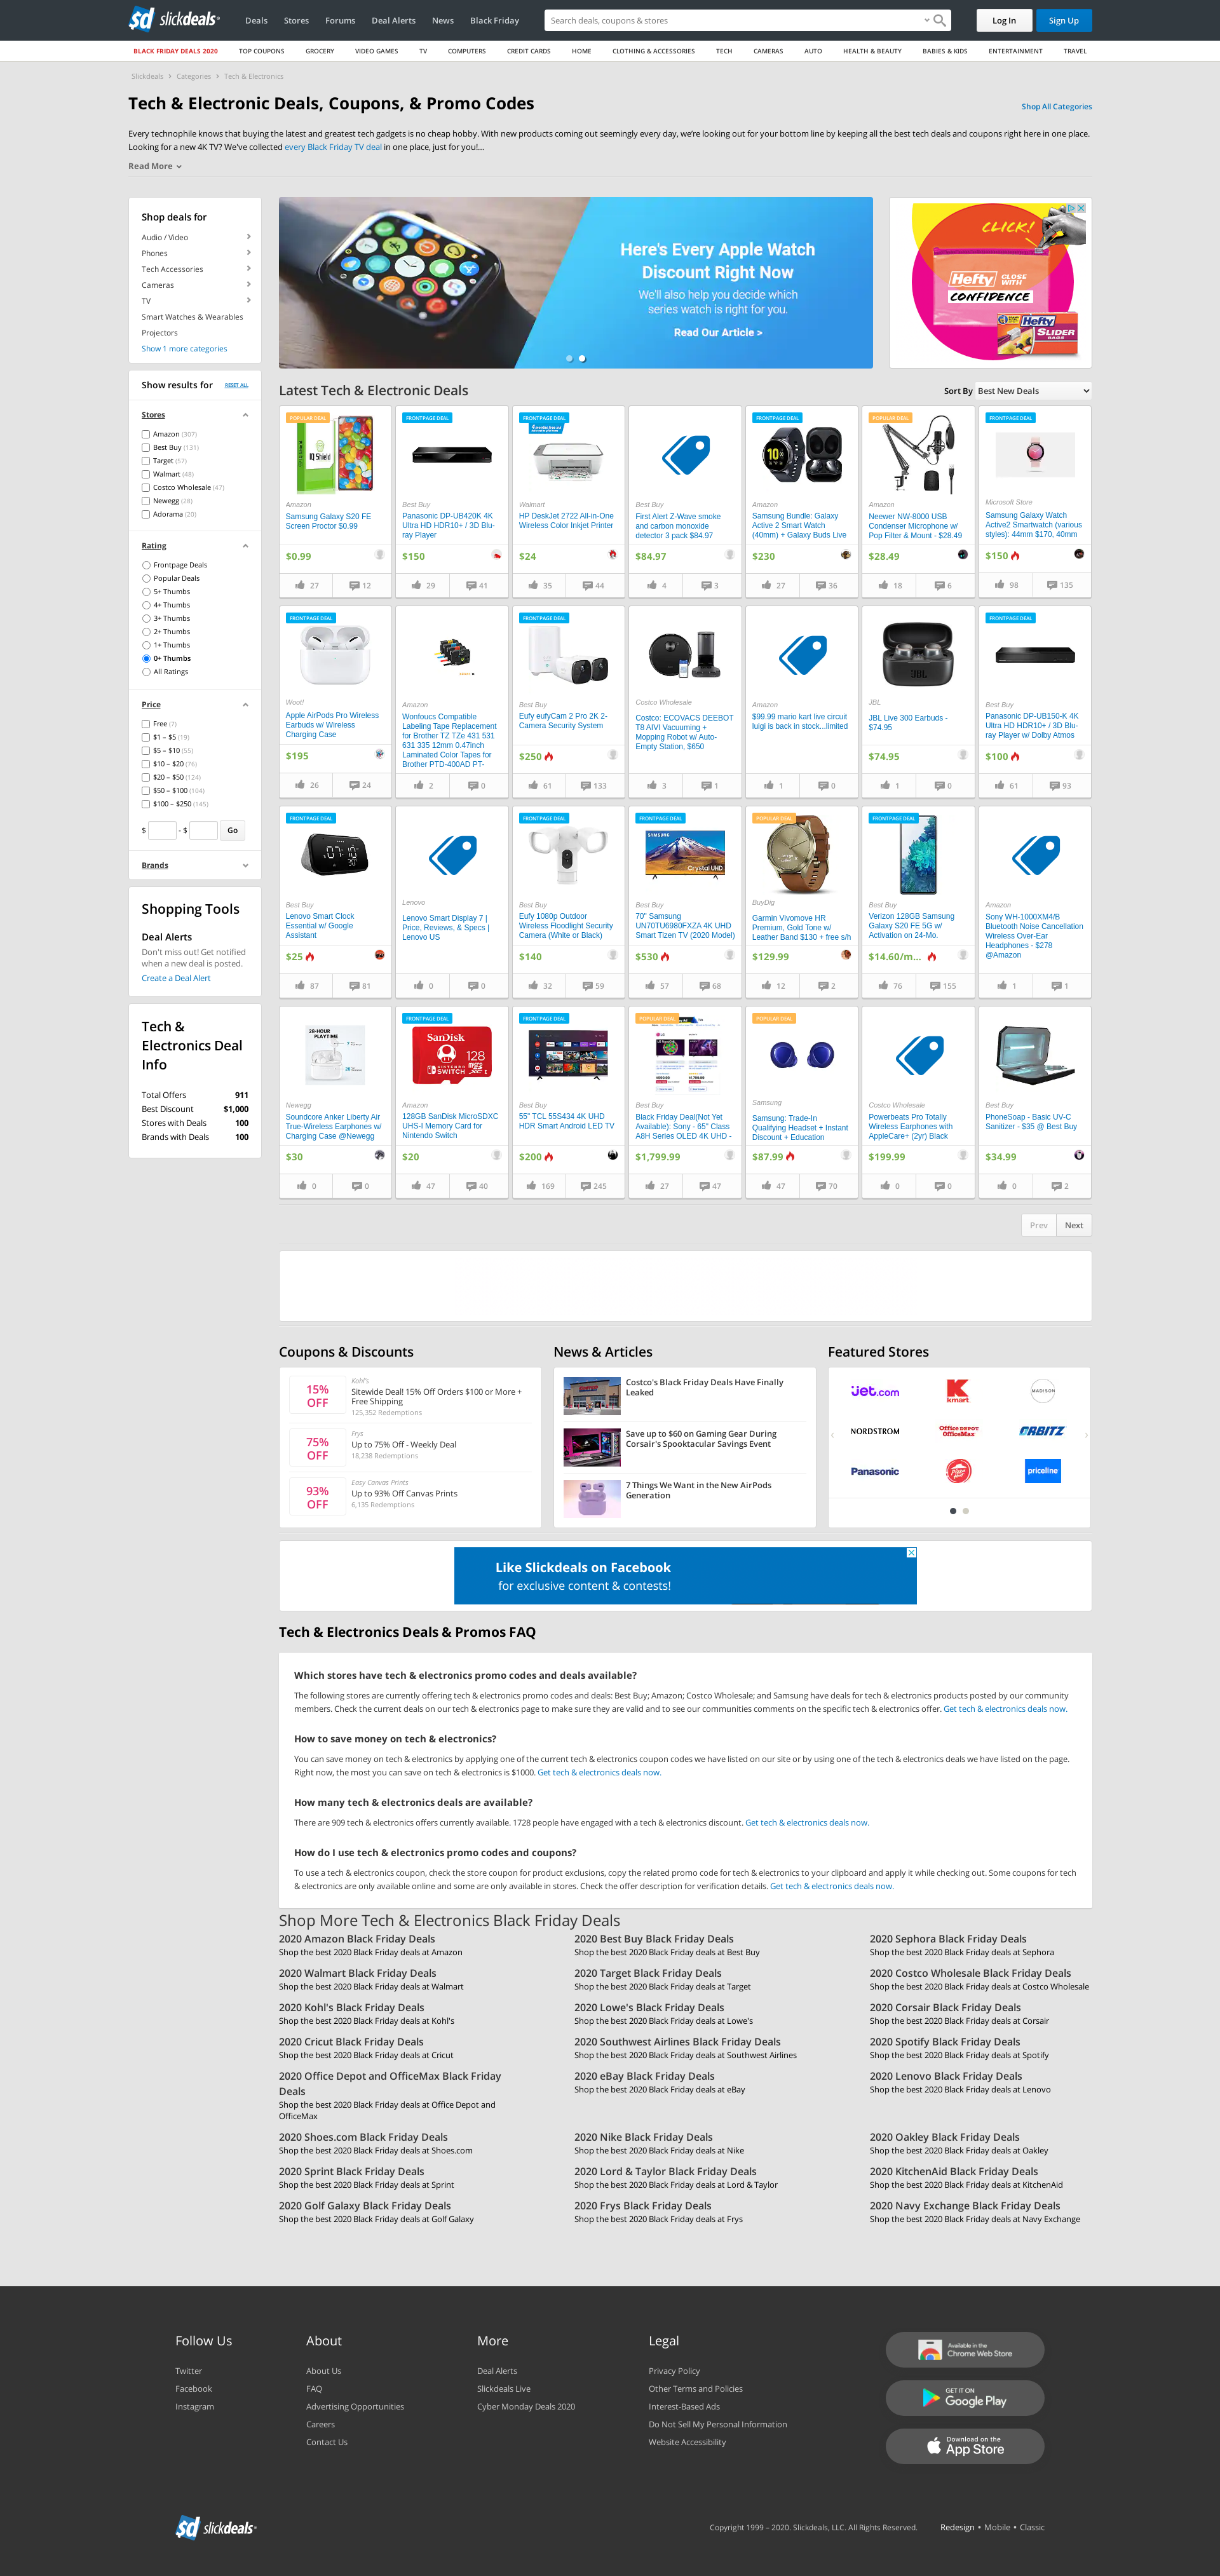 slickdeals
Deals
Stores
Forums
Deal Alerts
News
Black Friday
Search deals, coupons & stores
Log In
Sign Up
BLACK FRIDAY DEALS 2020
TOP COUPONS
GROCERY
VIDEO GAMES
TV
COMPUTERS
CREDIT CARDS
HOME
CLOTHING & ACCESSORIES
TECH
CAMERAS
AUTO
HEALTH & BEAUTY
BABIES & KIDS
ENTERTAINMENT
TRAVEL
Slickdeals › Categories › Tech & Electronics
Tech & Electronic Deals, Coupons, & Promo Codes
Shop All Categories
Every technophile knows that buying the latest and greatest tech gadgets is no cheap hobby. With new products coming out seemingly every day, we're looking out for your bottom line by keeping all the best tech deals and coupons right here in one place.
Looking for a new 4K TV? We've collected every Black Friday TV deal in one place, just for you!...
Read More
Shop deals for
Audio / Video
Phones
Tech Accessories
Cameras
TV
Smart Watches & Wearables
Projectors
Show 1 more categories
Here's Every Apple Watch
Discount Right Now
We'll also help you decide which
series watch is right for you.
Read Our Article >
CLICK!
Hefty
CLOSE WITH
CONFIDENCE
Hefty
SLIDER
BAGS
Show results for
RESET ALL
Stores
Amazon (307)
Best Buy (131)
Target (57)
Walmart (48)
Costco Wholesale (47)
Newegg (28)
Adorama (20)
Rating
Frontpage Deals
Popular Deals
5+ Thumbs
4+ Thumbs
3+ Thumbs
2+ Thumbs
1+ Thumbs
0+ Thumbs
All Ratings
Price
Free (7)
$1 – $5 (19)
$5 – $10 (55)
$10 – $20 (76)
$20 – $50 (124)
$50 – $100 (104)
$100 – $250 (145)
$ - $ Go
Brands
Shopping Tools
Deal Alerts
Don't miss out! Get notified
when a new deal is posted.
Create a Deal Alert
Tech &
Electronics Deal
Info
Total Offers 911
Best Discount $1,000
Stores with Deals 100
Brands with Deals 100
Latest Tech & Electronic Deals
Sort By Best New Deals
POPULAR DEAL
IQ Shield
Amazon
Samsung Galaxy S20 FE
Screen Proctor $0.99
$0.99
27 12
FRONTPAGE DEAL
Best Buy
Panasonic DP-UB420K 4K
Ultra HD HDR10+ / 3D Blu-
ray Player
$150
29 41
FRONTPAGE DEAL
Walmart
HP DeskJet 2722 All-in-One
Wireless Color Inkjet Printer
$24
35 44
Best Buy
First Alert Z-Wave smoke
and carbon monoxide
detector 3 pack $84.97
$84.97
4 3
FRONTPAGE DEAL
Amazon
Samsung Bundle: Galaxy
Active 2 Smart Watch
(40mm) + Galaxy Buds Live
$230
27 36
POPULAR DEAL
Amazon
Neewer NW-8000 USB
Condenser Microphone w/
Pop Filter & Mount - $28.49
$28.49
18 6
FRONTPAGE DEAL
Microsoft Store
Samsung Galaxy Watch
Active2 Smartwatch (various
styles): 44mm $170, 40mm
$150
98 135
FRONTPAGE DEAL
Woot!
Apple AirPods Pro Wireless
Earbuds w/ Wireless
Charging Case
$195
26 24
Amazon
Wonfoucs Compatible
Labeling Tape Replacement
for Brother TZ TZe 431 531
631 335 12mm 0.47inch
Laminated Color Tapes for
Brother PTD-400AD PT-
2 0
FRONTPAGE DEAL
Best Buy
Eufy eufyCam 2 Pro 2K 2-
Camera Security System
$250
61 133
Costco Wholesale
Costco: ECOVACS DEEBOT
T8 AIVI Vacuuming +
Mopping Robot w/ Auto-
Empty Station, $650
3 1
Amazon
$99.99 mario kart live circuit
luigi is back in stock...limited
1 0
JBL
JBL
JBL Live 300 Earbuds -
$74.95
$74.95
1 0
FRONTPAGE DEAL
Best Buy
Panasonic DP-UB150-K 4K
Ultra HD HDR10+ / 3D Blu-
ray Player w/ Dolby Atmos
$100
61 93
FRONTPAGE DEAL
Best Buy
Lenovo Smart Clock
Essential w/ Google
Assistant
$25
87 81
Lenovo
Lenovo Smart Display 7 |
Price, Reviews, & Specs |
Lenovo US
0 0
FRONTPAGE DEAL
Best Buy
Eufy 1080p Outdoor
Wireless Floodlight Security
Camera (White or Black)
$140
32 59
FRONTPAGE DEAL
SAMSUNG
Crystal UHD
Best Buy
70" Samsung
UN70TU6980FXZA 4K UHD
Smart Tizen TV (2020 Model)
$530
57 68
POPULAR DEAL
BuyDig
Garmin Vivomove HR
Premium, Gold Tone w/
Leather Band $130 + free s/h
$129.99
12 2
FRONTPAGE DEAL
Best Buy
Verizon 128GB Samsung
Galaxy S20 FE 5G w/
Activation on 24-Mo.
$14.60/m...
76 155
Amazon
Sony WH-1000XM4/B
Bluetooth Noise Cancellation
Wireless Over-Ear
Headphones - $278
@Amazon
1 1
28-HOUR
PLAYTIME
Newegg
Soundcore Anker Liberty Air
True-Wireless Earphones w/
Charging Case @Newegg
$30
0 0
FRONTPAGE DEAL
SanDisk
128
NINTENDO
SWITCH
Amazon
128GB SanDisk MicroSDXC
UHS-I Memory Card for
Nintendo Switch
$20
47 40
FRONTPAGE DEAL
Best Buy
55" TCL 55S434 4K UHD
HDR Smart Android LED TV
$200
169 245
POPULAR DEAL
Best Buy
Black Friday Deal(Not Yet
Available): Sony - 65" Class
A8H Series OLED 4K UHD -
$1,799.99
27 47
POPULAR DEAL
Samsung
Samsung: Trade-In
Qualifying Headset + Instant
Discount + Education
$87.99
47 70
Costco Wholesale
Powerbeats Pro Totally
Wireless Earphones with
AppleCare+ (2yr) Black
$199.99
0 0
Best Buy
PhoneSoap - Basic UV-C
Sanitizer - $35 @ Best Buy
$34.99
0 2
Prev
Next
Coupons & Discounts
15%
OFF
Kohl's
Sitewide Deal! 15% Off Orders $100 or More +
Free Shipping
125,352 Redemptions
75%
OFF
Frys
Up to 75% Off - Weekly Deal
18,238 Redemptions
93%
OFF
Easy Canvas Prints
Up to 93% Off Canvas Prints
6,135 Redemptions
News & Articles
Costco's Black Friday Deals Have Finally
Leaked
Save up to $60 on Gaming Gear During
Corsair's Spooktacular Savings Event
7 Things We Want in the New AirPods
Generation
Featured Stores
jet.com
kmart
MADISON
NORDSTROM
Office DEPOT
OfficeMax
ORBITZ
Panasonic
Pizza Hut
priceline
Like Slickdeals on Facebook
for exclusive content & contests!
Tech & Electronics Deals & Promos FAQ
Which stores have tech & electronics promo codes and deals available?
The following stores are currently offering tech & electronics promo codes and deals: Best Buy; Amazon; Costco Wholesale; and Samsung have deals for tech & electronics products posted by our community
members. Check the current deals on our tech & electronics page to make sure they are valid and to see our communities comments on the specific tech & electronics offer. Get tech & electronics deals now.
How to save money on tech & electronics?
You can save money on tech & electronics by applying one of the current tech & electronics coupon codes we have listed on our site or by using one of the tech & electronics deals we have listed on the page.
Right now, the most you can save on tech & electronics is $1000. Get tech & electronics deals now.
How many tech & electronics deals are available?
There are 909 tech & electronics offers currently available. 1728 people have engaged with a tech & electronics discount. Get tech & electronics deals now.
How do I use tech & electronics promo codes and coupons?
To use a tech & electronics coupon, check the store coupon for product exclusions, copy the related promo code for tech & electronics to your clipboard and apply it while checking out. Some coupons for tech
& electronics are only available online and some are only available in stores. Check the offer description for verification details. Get tech & electronics deals now.
Shop More Tech & Electronics Black Friday Deals
2020 Amazon Black Friday Deals
Shop the best 2020 Black Friday deals at Amazon
2020 Best Buy Black Friday Deals
Shop the best 2020 Black Friday deals at Best Buy
2020 Sephora Black Friday Deals
Shop the best 2020 Black Friday deals at Sephora
2020 Walmart Black Friday Deals
Shop the best 2020 Black Friday deals at Walmart
2020 Target Black Friday Deals
Shop the best 2020 Black Friday deals at Target
2020 Costco Wholesale Black Friday Deals
Shop the best 2020 Black Friday deals at Costco Wholesale
2020 Kohl's Black Friday Deals
Shop the best 2020 Black Friday deals at Kohl's
2020 Lowe's Black Friday Deals
Shop the best 2020 Black Friday deals at Lowe's
2020 Corsair Black Friday Deals
Shop the best 2020 Black Friday deals at Corsair
2020 Cricut Black Friday Deals
Shop the best 2020 Black Friday deals at Cricut
2020 Southwest Airlines Black Friday Deals
Shop the best 2020 Black Friday deals at Southwest Airlines
2020 Spotify Black Friday Deals
Shop the best 2020 Black Friday deals at Spotify
2020 Office Depot and OfficeMax Black Friday
Deals
Shop the best 2020 Black Friday deals at Office Depot and
OfficeMax
2020 eBay Black Friday Deals
Shop the best 2020 Black Friday deals at eBay
2020 Lenovo Black Friday Deals
Shop the best 2020 Black Friday deals at Lenovo
2020 Shoes.com Black Friday Deals
Shop the best 2020 Black Friday deals at Shoes.com
2020 Nike Black Friday Deals
Shop the best 2020 Black Friday deals at Nike
2020 Oakley Black Friday Deals
Shop the best 2020 Black Friday deals at Oakley
2020 Sprint Black Friday Deals
Shop the best 2020 Black Friday deals at Sprint
2020 Lord & Taylor Black Friday Deals
Shop the best 2020 Black Friday deals at Lord & Taylor
2020 KitchenAid Black Friday Deals
Shop the best 2020 Black Friday deals at KitchenAid
2020 Golf Galaxy Black Friday Deals
Shop the best 2020 Black Friday deals at Golf Galaxy
2020 Frys Black Friday Deals
Shop the best 2020 Black Friday deals at Frys
2020 Navy Exchange Black Friday Deals
Shop the best 2020 Black Friday deals at Navy Exchange
Follow Us
Twitter
Facebook
Instagram
About
About Us
FAQ
Advertising Opportunities
Careers
Contact Us
More
Deal Alerts
Slickdeals Live
Cyber Monday Deals 2020
Legal
Privacy Policy
Other Terms and Policies
Interest-Based Ads
Do Not Sell My Personal Information
Website Accessibility
Available in the
Chrome Web Store
GET IT ON
Google Play
Download on the
App Store
slickdeals
Copyright 1999 – 2020. Slickdeals, LLC. All Rights Reserved.
Redesign • Mobile • Classic